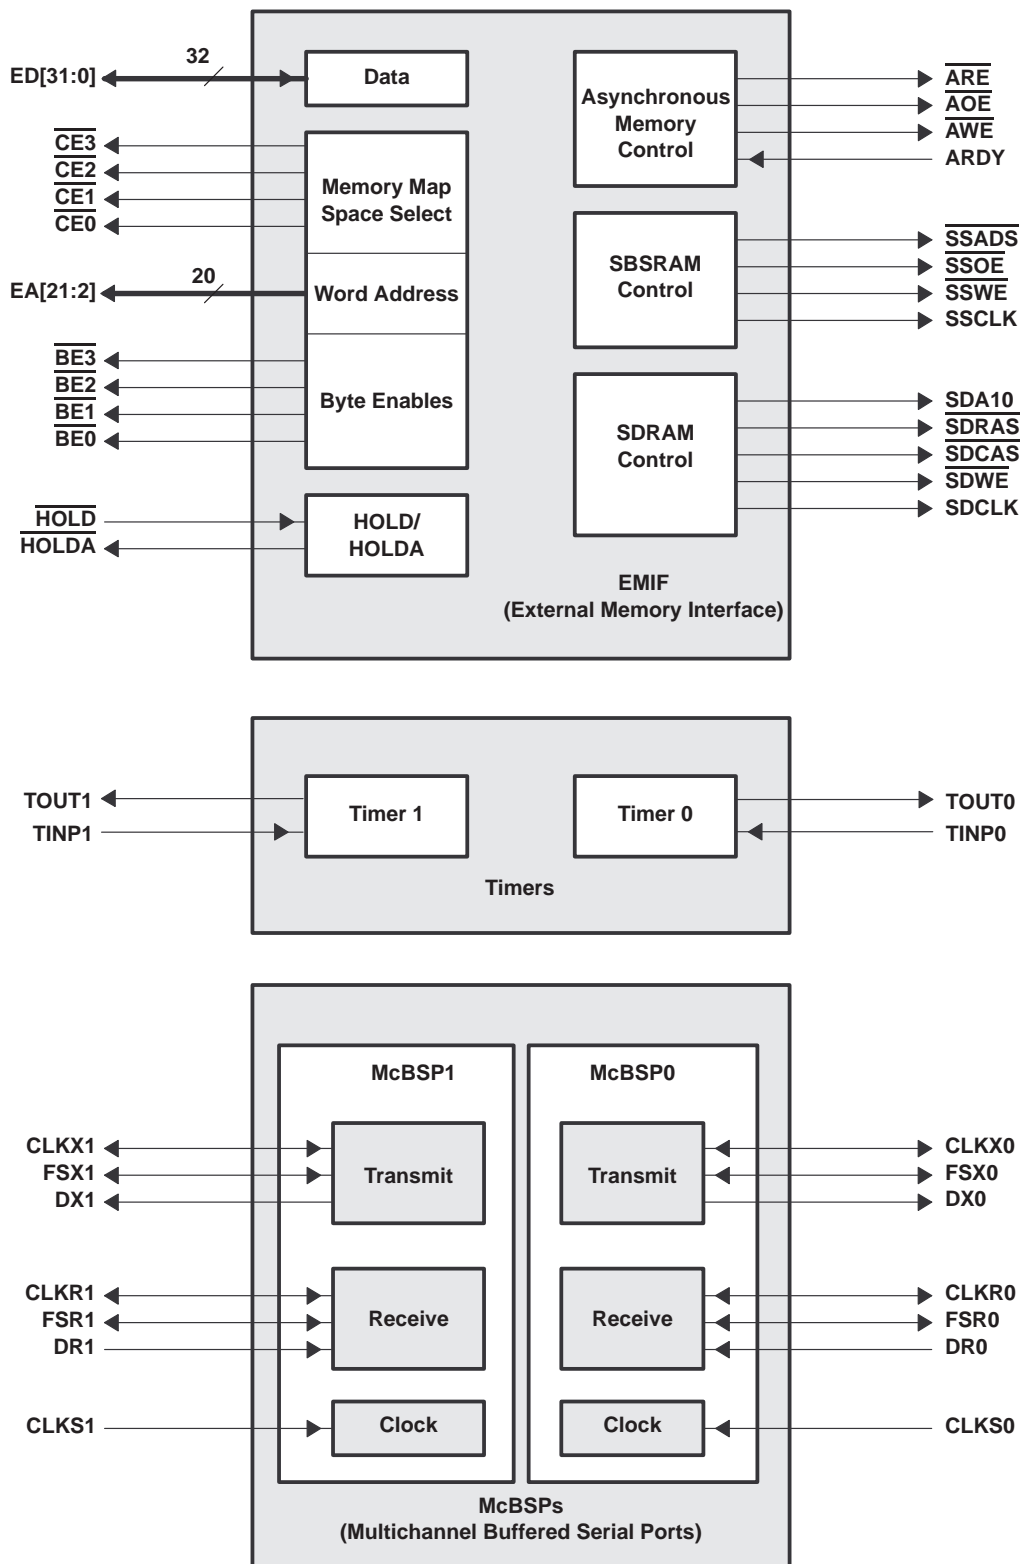 32
ED[31:0]
Data
CE3
CE2
CE1
CE0
Memory Map
Space Select
20
EA[21:2]
Word Address
BE3
BE2
BE1
BE0
Byte Enables
HOLD
HOLDA
HOLD/
HOLDA
Asynchronous
Memory
Control
ARE
AOE
AWE
ARDY
SBSRAM
Control
SSADS
SSOE
SSWE
SSCLK
SDRAM
Control
SDA10
SDRAS
SDCAS
SDWE
SDCLK
EMIF
(External Memory Interface)
TOUT1
TINP1
Timer 1
Timer 0
TOUT0
TINP0
Timers
McBSP1
McBSP0
CLKX1
FSX1
DX1
Transmit
Transmit
CLKX0
FSX0
DX0
CLKR1
FSR1
DR1
Receive
Receive
CLKR0
FSR0
DR0
CLKS1
Clock
Clock
CLKS0
McBSPs
(Multichannel Buffered Serial Ports)